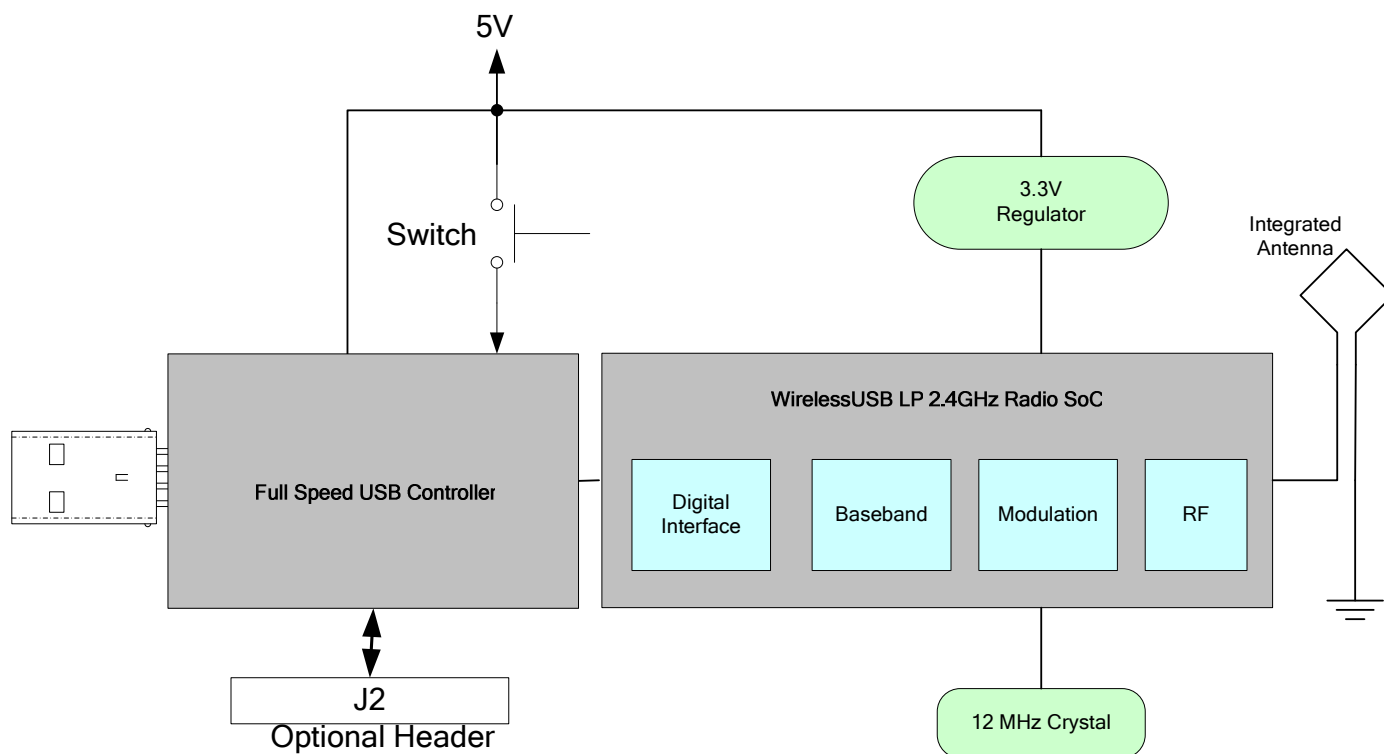 5V
3.3V
Regulator
Switch
Integrated
Antenna
WirelessUSB LP 2.4GHz Radio SoC
Full Speed USB Controller
Digital
Interface
Baseband
Modulation
RF
J2
Optional Header
12 MHz Crystal